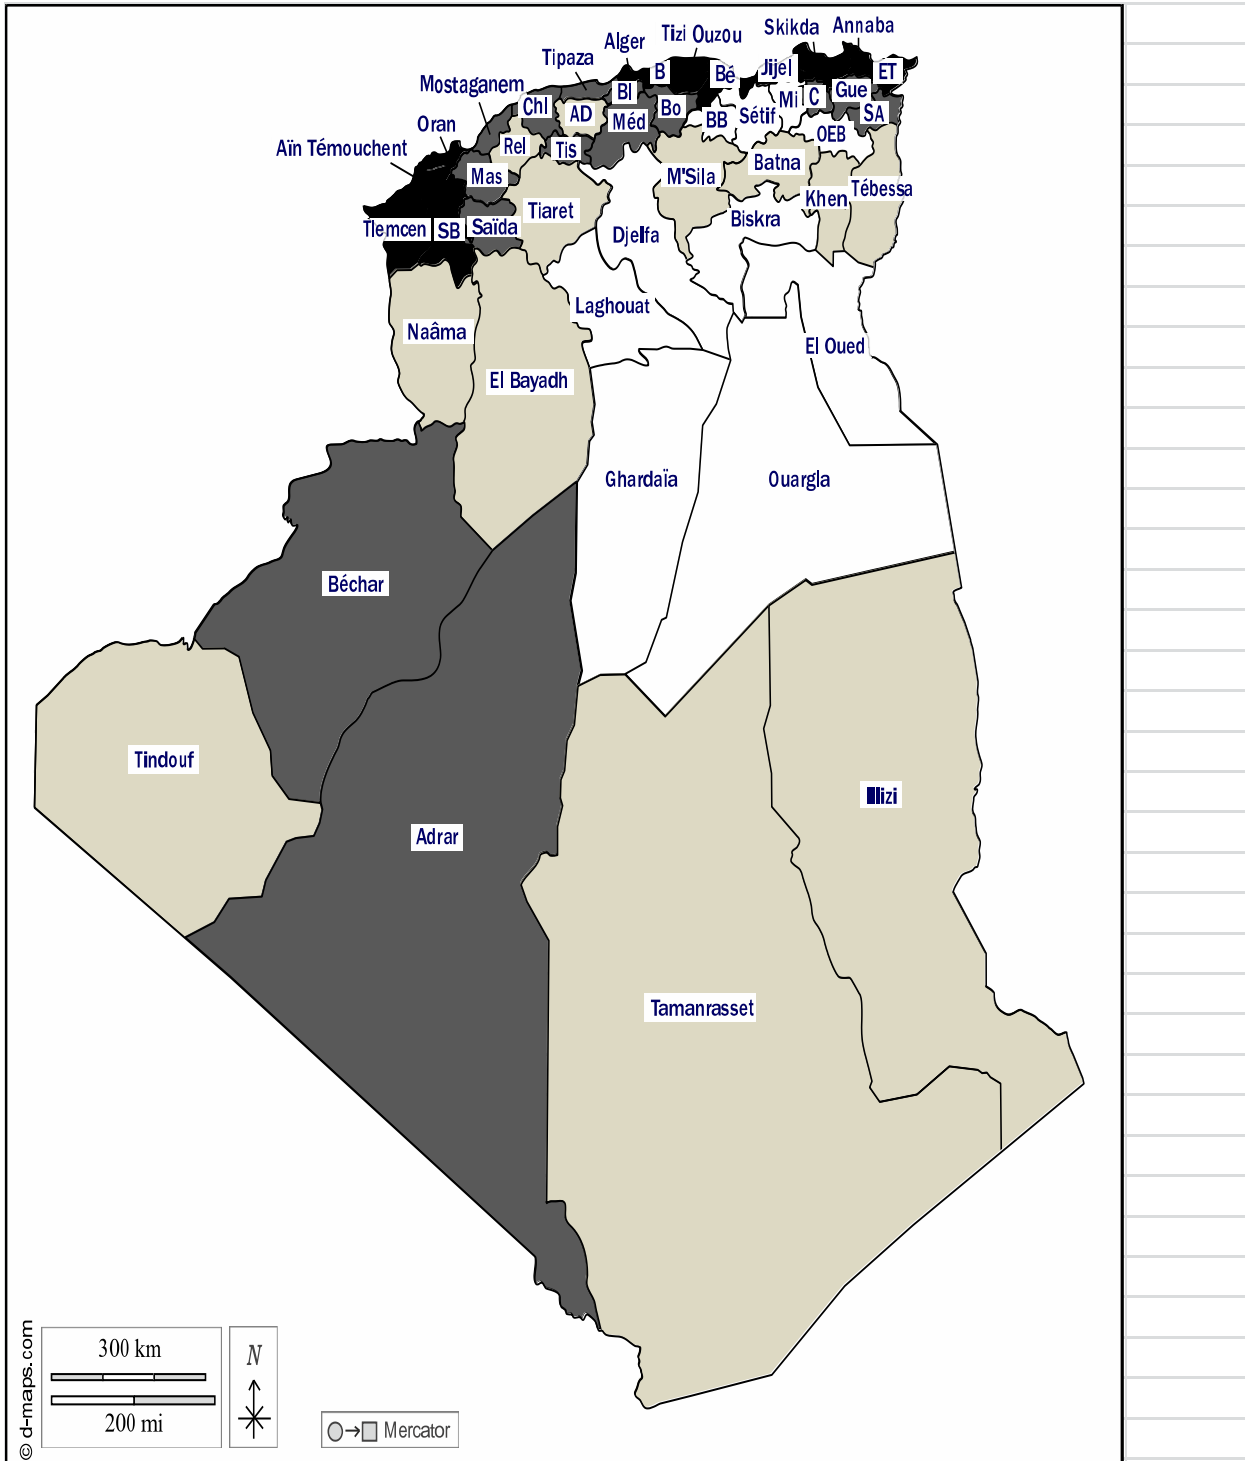 Skikda
Annaba
Alger
Tizi Ouzou
Tipaza
B
Bé
Jijel
ET
Mostaganem
Bl
Mi
C
Gue
Chl
AD
Bo
Méd
BB
Sétif
SA
Oran
OEB
Aïn Témouchent
Rel
Tis
Batna
Mas
M'Sila
Khen
Tébessa
Tiaret
Biskra
Tlemcen
SB
Saïda
Djelfa
Laghouat
Naâma
El Oued
El Bayadh
Ghardaïa
Ouargla
Béchar
Tindouf
Illizi
Adrar
Tamanrasset
300 km
200 mi
N
Mercator
© d-maps.com